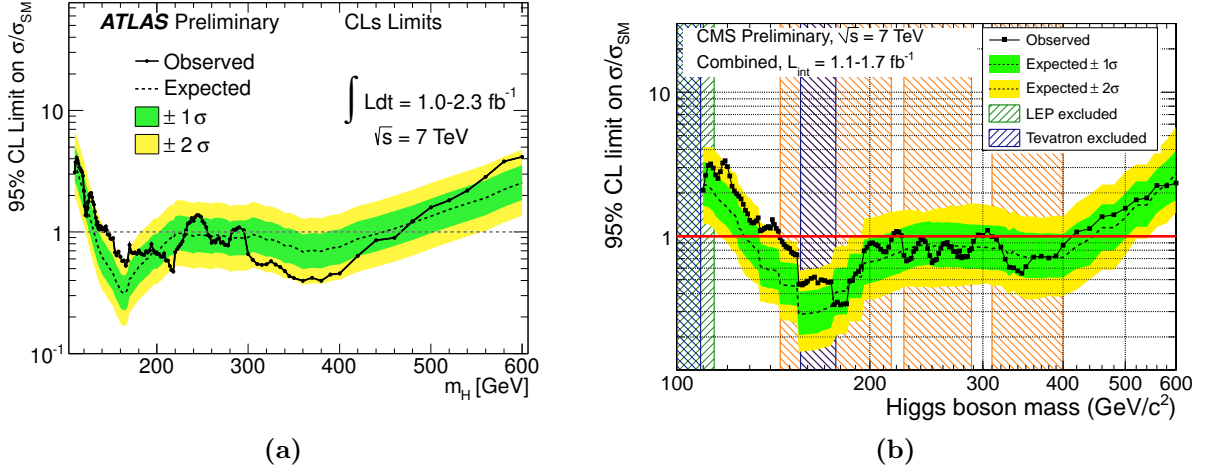 95% CL Limit on σ/σSM
ATLAS Preliminary
CLs Limits
Observed
Expected
± 1 σ
± 2 σ
∫ Ldt = 1.0-2.3 fb-1
√s = 7 TeV
10
1
10-1
200 300 400 500 600
mH [GeV]
(a)
95% CL limit on σ/σSM
CMS Preliminary, √s = 7 TeV
Combined, Lint = 1.1-1.7 fb-1
Observed
Expected ± 1σ
Expected ± 2σ
LEP excluded
Tevatron excluded
10
1
10-1
100 200 300 400 500 600
Higgs boson mass (GeV/c2)
(b)